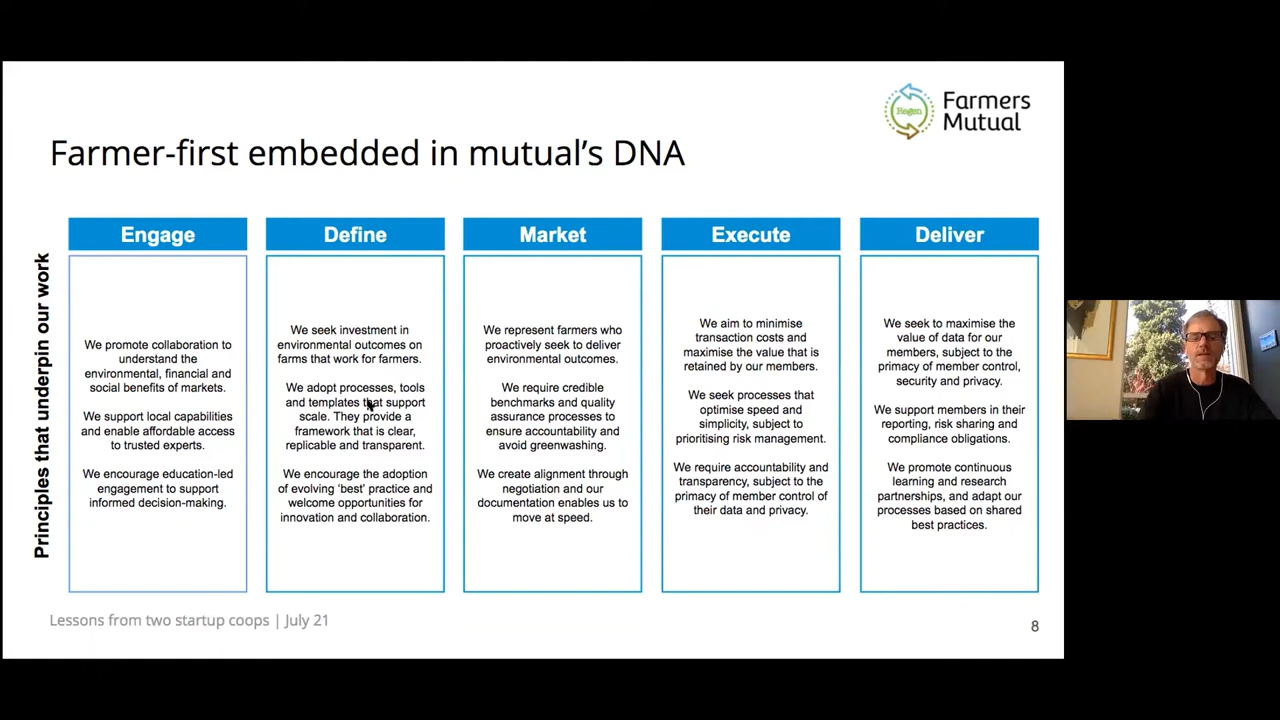 Regen
Farmers
Mutual
Farmer-first embedded in mutual's DNA
Principles that underpin our work
Engage
We promote collaboration to
understand the
environmental, financial and
social benefits of markets.
We support local capabilities
and enable affordable access
to trusted experts.
We encourage education-led
engagement to support
informed decision-making.
Define
We seek investment in
environmental outcomes on
farms that work for farmers.
We adopt processes, tools
and templates that support
scale. They provide a
framework that is clear,
replicable and transparent.
We encourage the adoption
of evolving ‘best’ practice and
welcome opportunities for
innovation and collaboration.
Market
We represent farmers who
proactively seek to deliver
environmental outcomes.
We require credible
benchmarks and quality
assurance processes to
ensure accountability and
avoid greenwashing.
We create alignment through
negotiation and our
documentation enables us to
move at speed.
Execute
We aim to minimise
transaction costs and
maximise the value that is
retained by our members.
We seek processes that
optimise speed and
simplicity, subject to
prioritising risk management.
We require accountability and
transparency, subject to the
primacy of member control of
their data and privacy.
Deliver
We seek to maximise the
value of data for our
members, subject to the
primacy of member control,
security and privacy.
We support members in their
reporting, risk sharing and
compliance obligations.
We promote continuous
learning and research
partnerships, and adapt our
processes based on shared
best practices.
Lessons from two startup coops | July 21
8